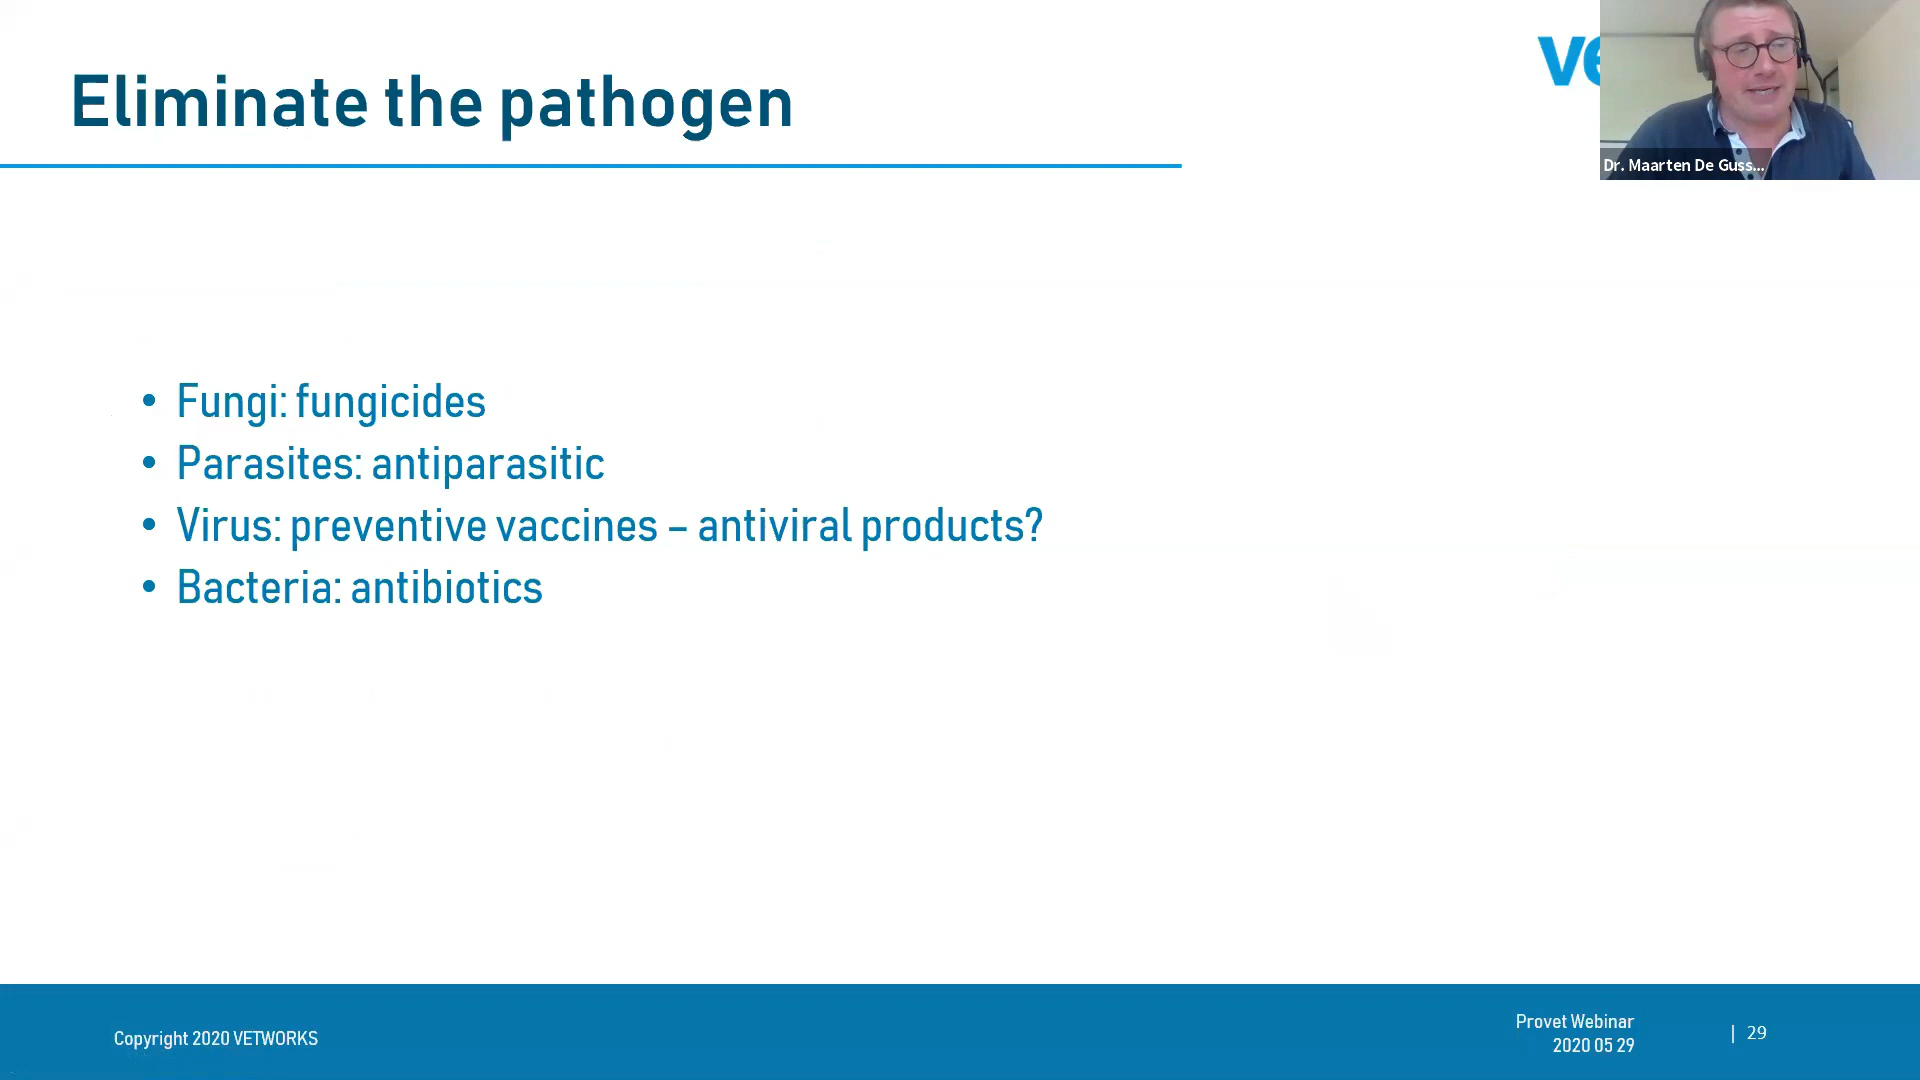 Eliminate the pathogen
Dr. Maarten De Guss...
• Fungi: fungicides
• Parasites: antiparasitic
• Virus: preventive vaccines – antiviral products?
• Bacteria: antibiotics
Copyright 2020 VETWORKS
Provet Webinar
2020 05 29
| 29